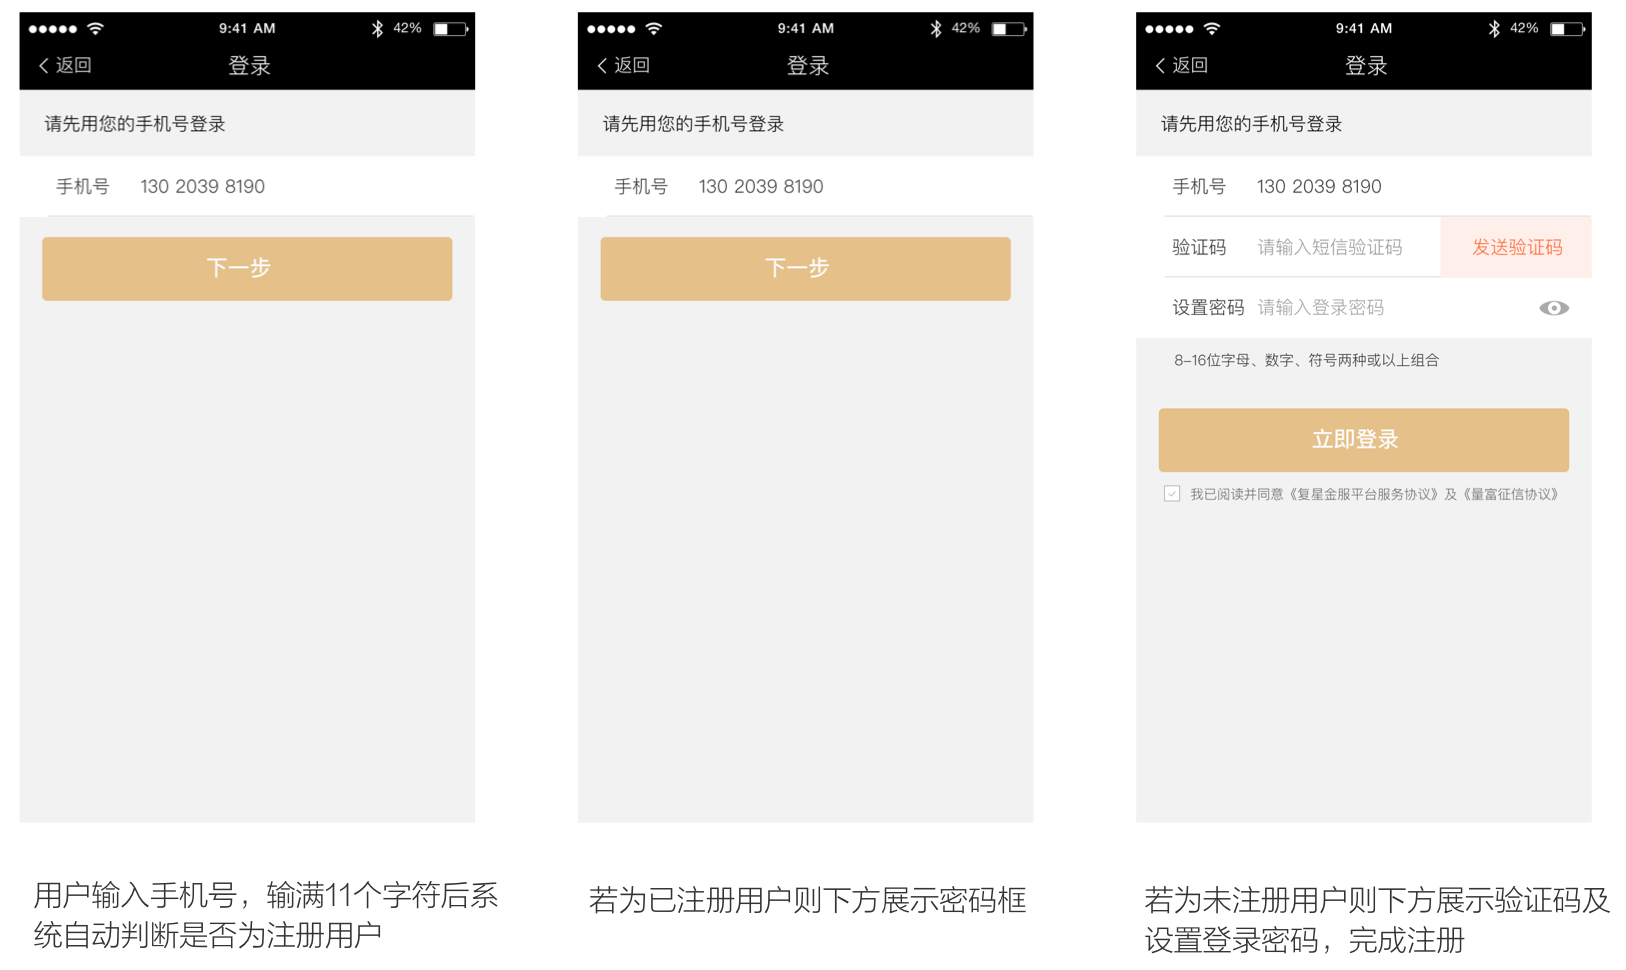 9:41 AM 42%
返回 登录
请先用您的手机号登录
手机号 130 2039 8190
下一步
用户输入手机号，输满11个字符后系
统自动判断是否为注册用户
9:41 AM 42%
返回 登录
请先用您的手机号登录
手机号 130 2039 8190
下一步
若为已注册用户则下方展示密码框
9:41 AM 42%
返回 登录
请先用您的手机号登录
手机号 130 2039 8190
验证码 请输入短信验证码 发送验证码
设置密码 请输入登录密码
8-16位字母、数字、符号两种或以上组合
立即登录
我已阅读并同意《复星金服平台服务协议》及《量富征信协议》
若为未注册用户则下方展示验证码及
设置登录密码，完成注册